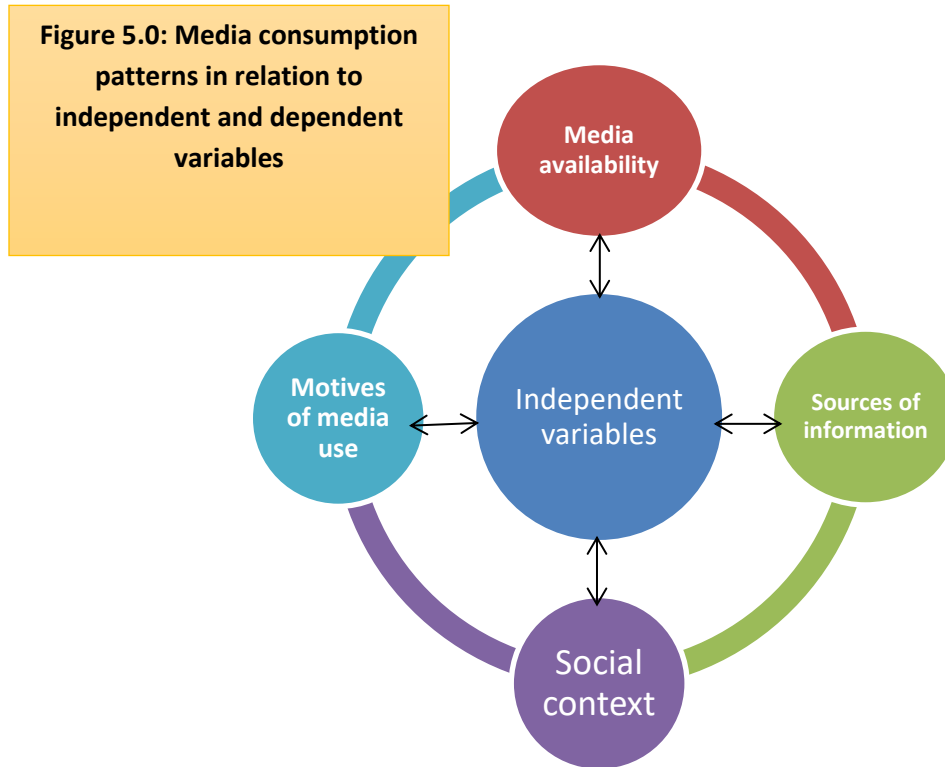 Figure 5.0: Media consumption
patterns in relation to
independent and dependent
variables
Media
availability
Motives
of media
use
Independent
variables
Sources of
information
Social
context